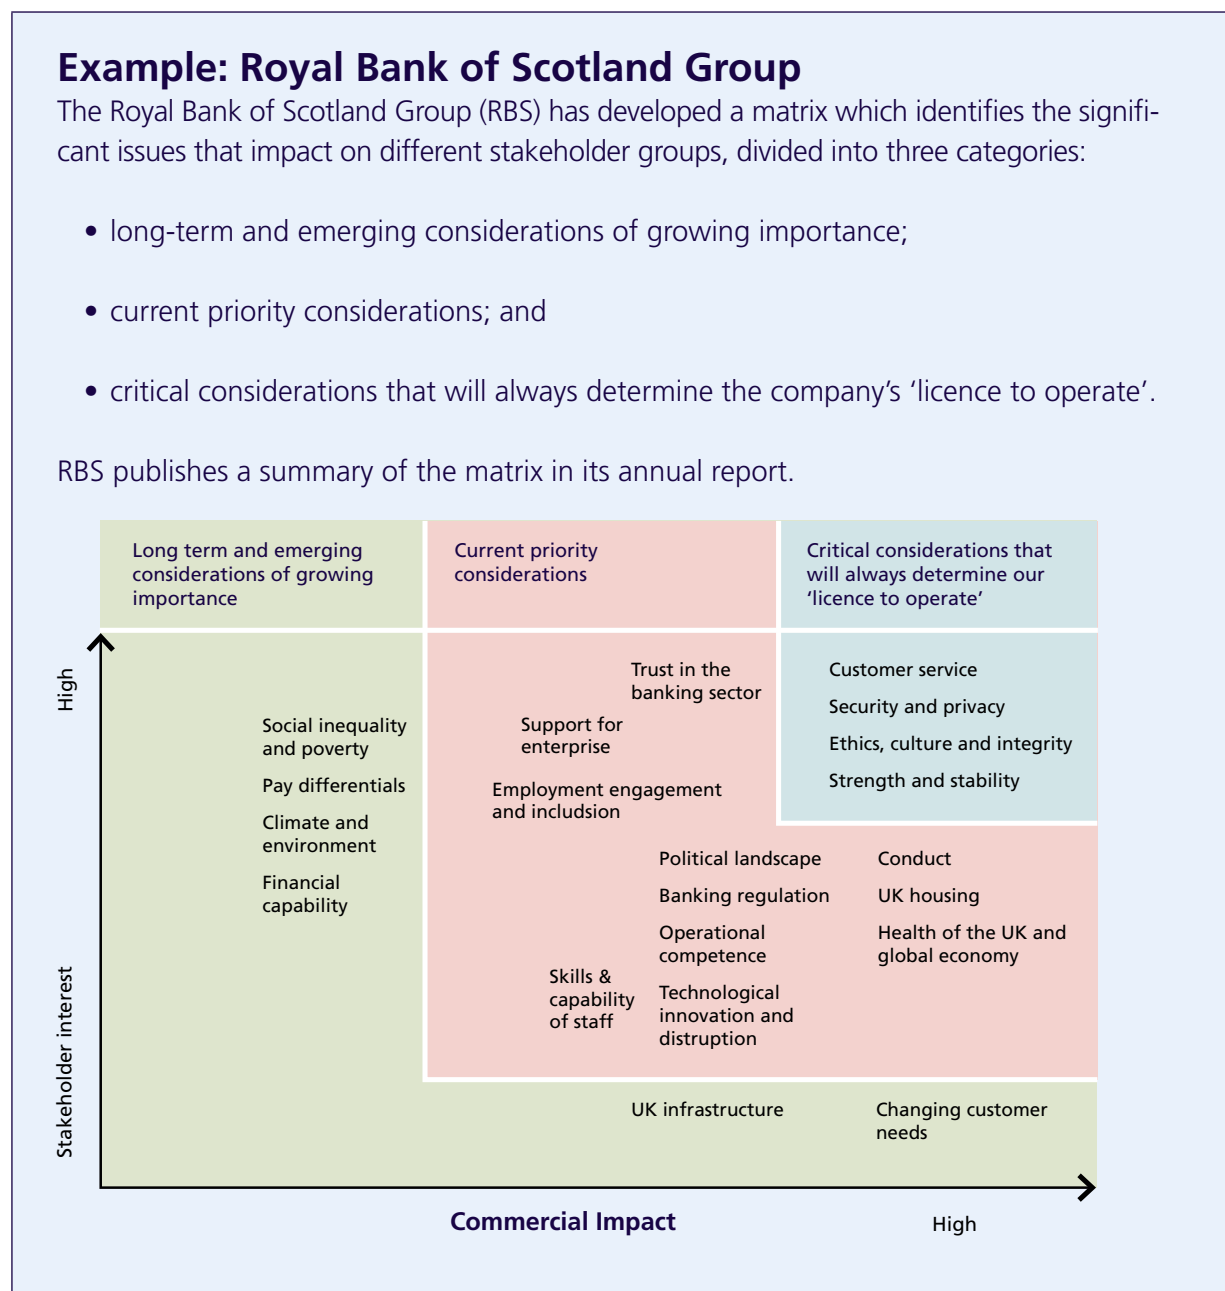 Example: Royal Bank of Scotland Group
The Royal Bank of Scotland Group (RBS) has developed a matrix which identifies the signifi-
cant issues that impact on different stakeholder groups, divided into three categories:
• long-term and emerging considerations of growing importance;
• current priority considerations; and
• critical considerations that will always determine the company’s ‘licence to operate’.
RBS publishes a summary of the matrix in its annual report.
Long term and emerging
considerations of growing
importance
Current priority
considerations
Critical considerations that
will always determine our
‘licence to operate’
High
Stakeholder interest
Social inequality
and poverty
Pay differentials
Climate and
environment
Financial
capability
Trust in the
banking sector
Support for
enterprise
Employment engagement
and includsion
Customer service
Security and privacy
Ethics, culture and integrity
Strength and stability
Skills &
capability
of staff
Political landscape
Banking regulation
Operational
competence
Technological
innovation and
distruption
Conduct
UK housing
Health of the UK and
global economy
UK infrastructure
Changing customer
needs
Commercial Impact
High